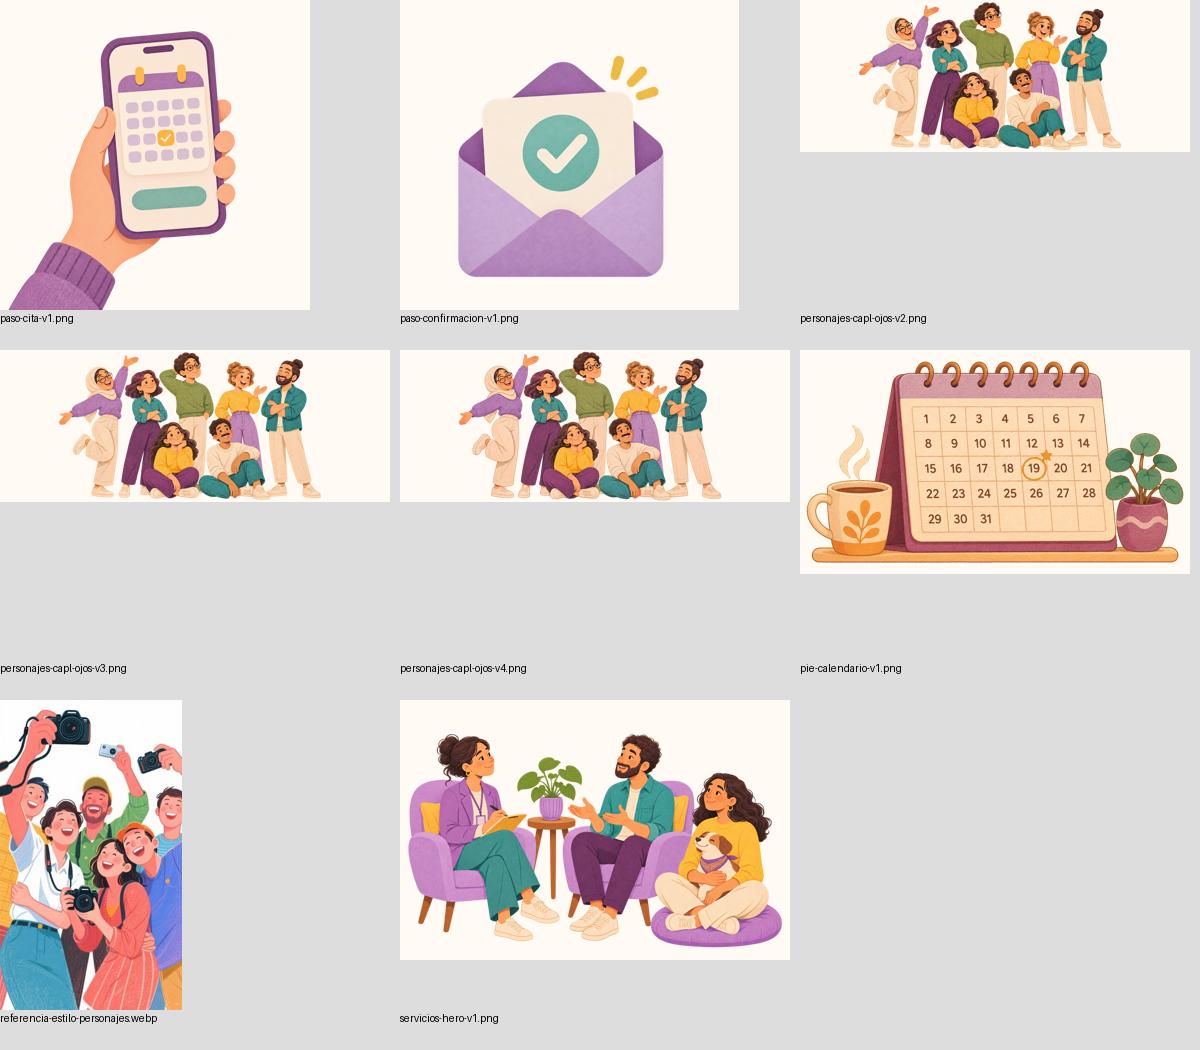 paso-cita-v1.png
paso-confirmacion-v1.png
personajes-capl-ojos-v2.png
personajes-capl-ojos-v3.png
personajes-capl-ojos-v4.png
1 2 3 4 5 6 7
8 9 10 11 12 13 14
15 16 17 18 19 20 21
22 23 24 25 26 27 28
29 30 31
pie-calendario-v1.png
referencia-estilo-personajes.webp
servicios-hero-v1.png